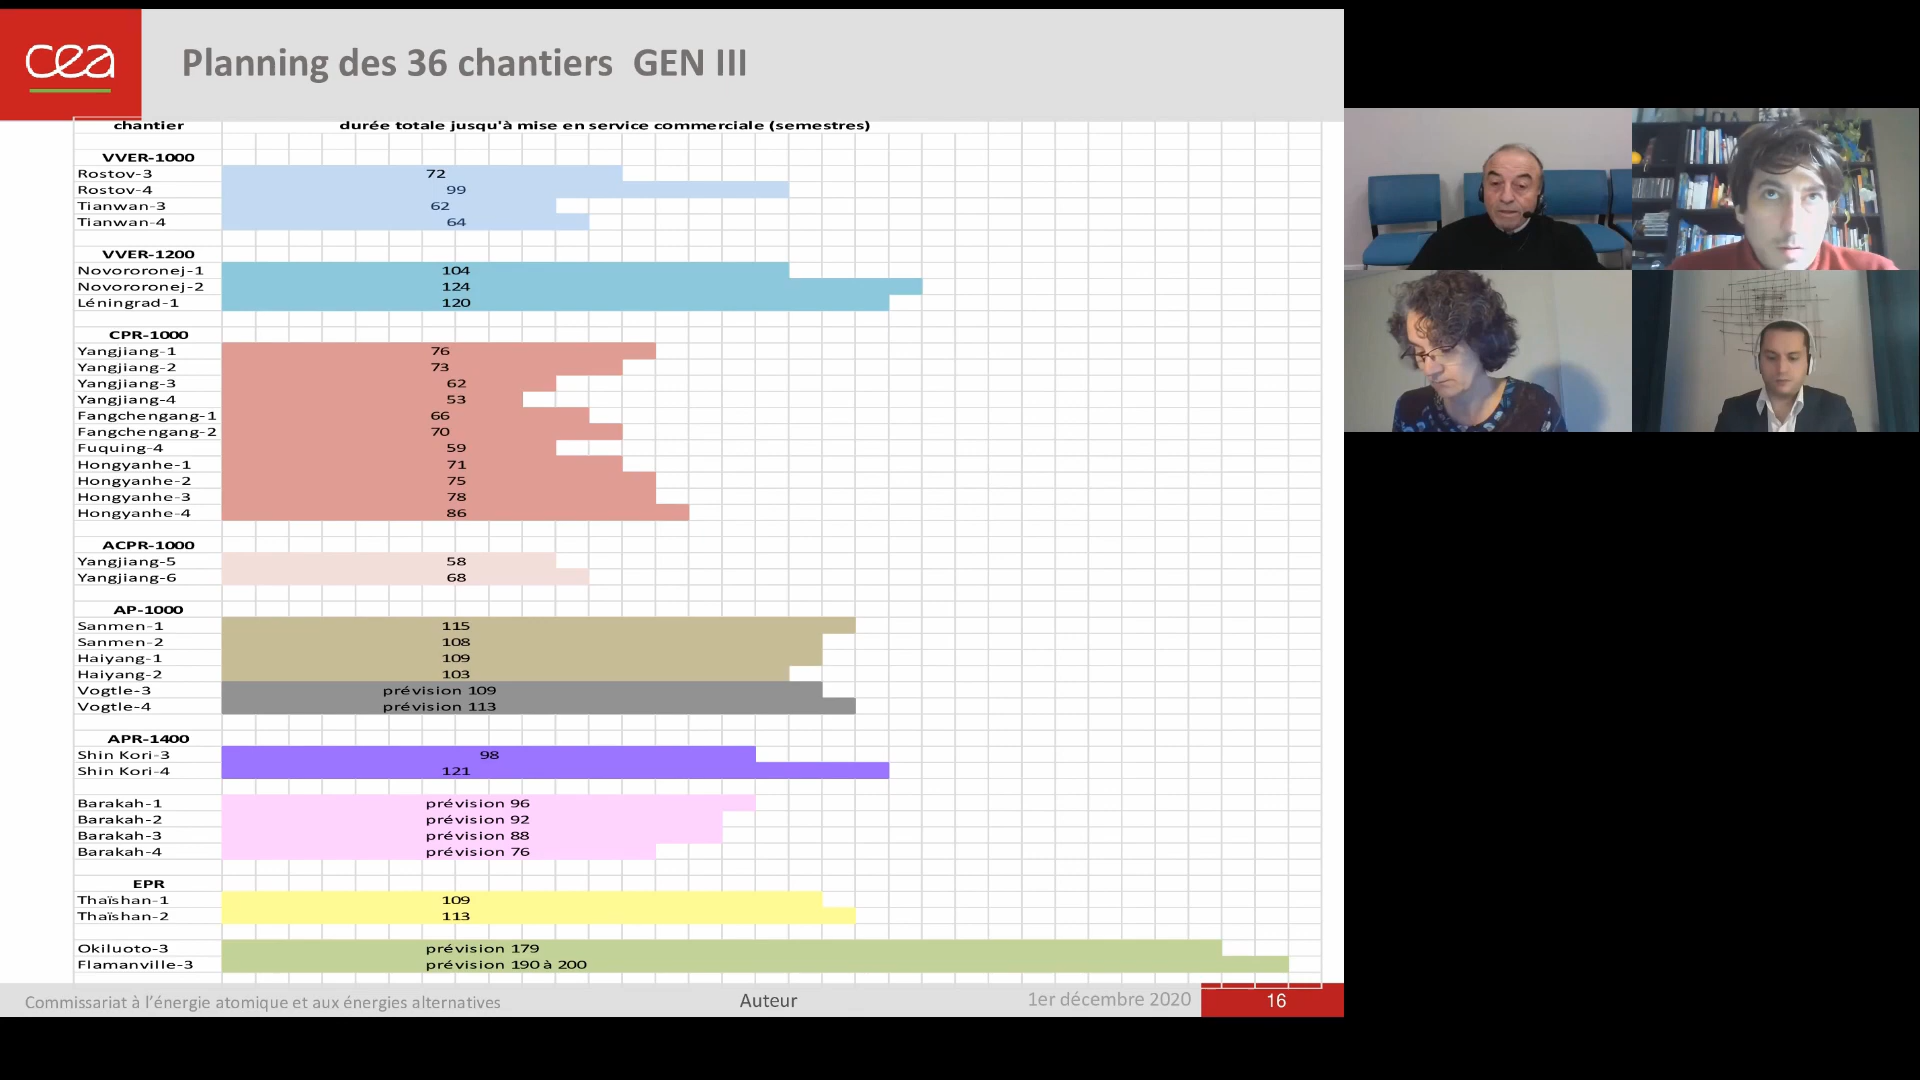 cea
Planning des 36 chantiers GEN III
chantier durée totale jusqu'à mise en service commerciale (semestres)
VVER-1000
Rostov-3 72
Rostov-4 99
Tianwan-3 62
Tianwan-4 64
VVER-1200
Novororonej-1 104
Novororonej-2 124
Léningrad-1 120
CPR-1000
Yangjiang-1 76
Yangjiang-2 73
Yangjiang-3 62
Yangjiang-4 53
Fangchengang-1 66
Fangchengang-2 70
Fuquing-4 59
Hongyanhe-1 71
Hongyanhe-2 75
Hongyanhe-3 78
Hongyanhe-4 86
ACPR-1000
Yangjiang-5 58
Yangjiang-6 68
AP-1000
Sanmen-1 115
Sanmen-2 108
Haiyang-1 109
Haiyang-2 103
Vogtle-3 prévision 109
Vogtle-4 prévision 113
APR-1400
Shin Kori-3 98
Shin Kori-4 121
Barakah-1 prévision 96
Barakah-2 prévision 92
Barakah-3 prévision 88
Barakah-4 prévision 76
EPR
Thaïshan-1 109
Thaïshan-2 113
Okiluoto-3 prévision 179
Flamanville-3 prévision 190 à 200
Commissariat à l'énergie atomique et aux énergies alternatives Auteur 1er décembre 2020 16